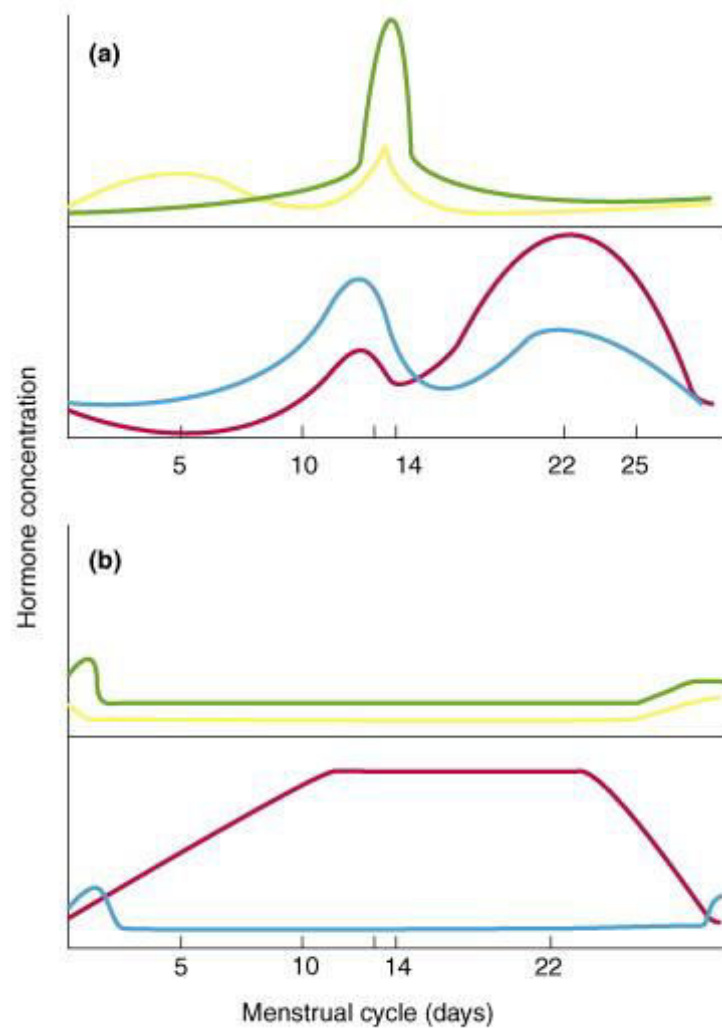 (a)
5 10 14 22 25
Hormone concentration
(b)
5 10 14 22
Menstrual cycle (days)